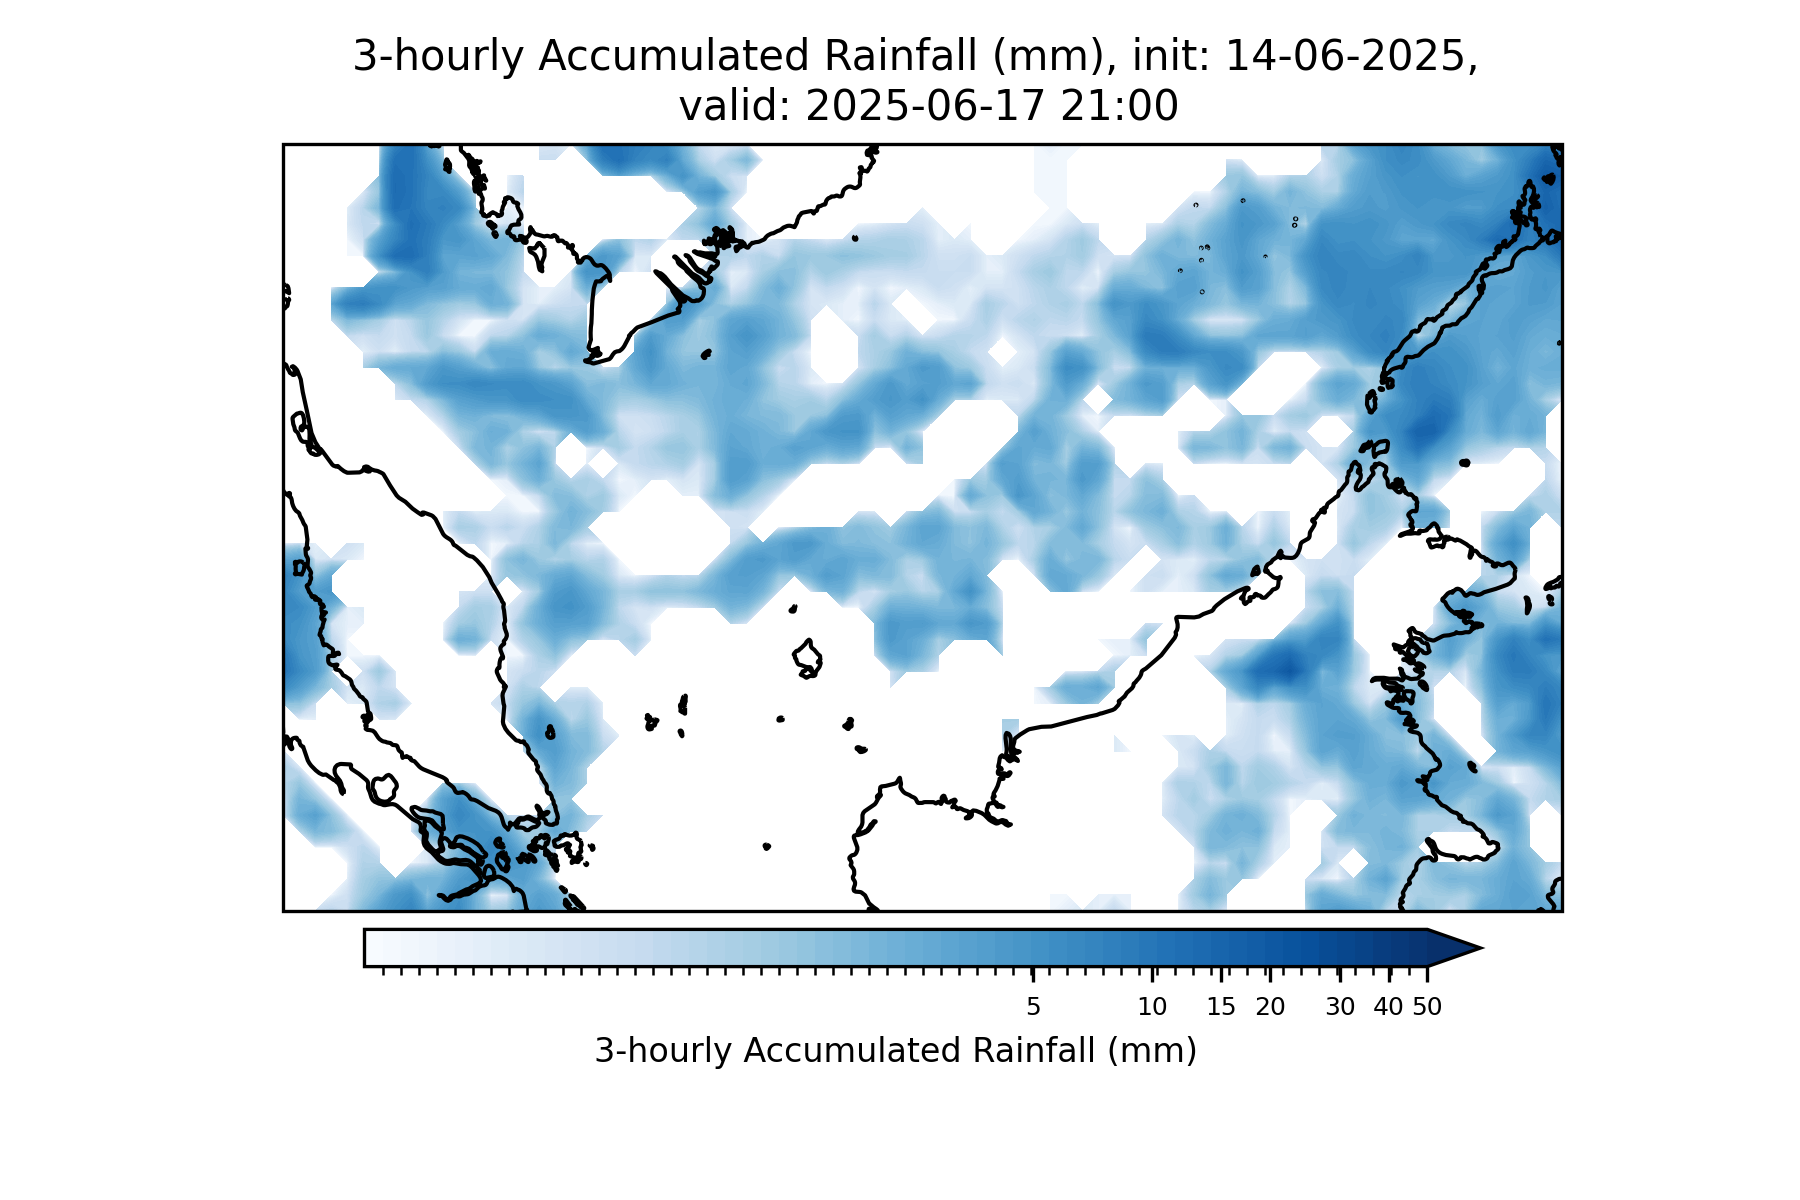 3-hourly Accumulated Rainfall (mm), init: 14-06-2025,
valid: 2025-06-17 21:00
5 10 15 20 30 40 50
3-hourly Accumulated Rainfall (mm)